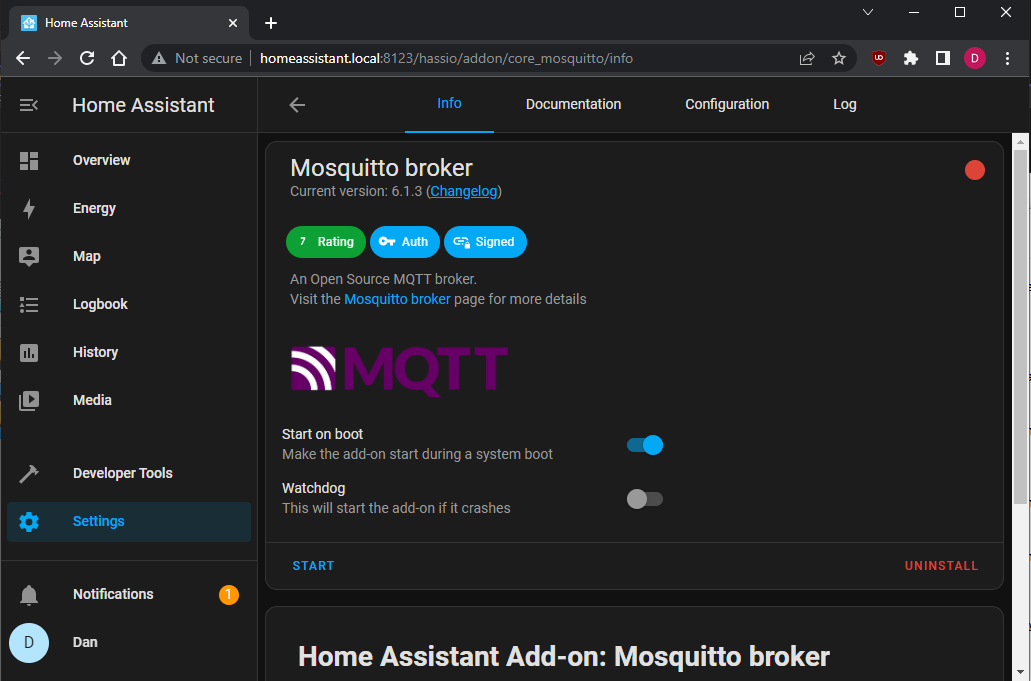 Home Assistant
Not secure homeassistant.local:8123/hassio/addon/core_mosquitto/info
UD
D
Home Assistant
Info Documentation Configuration Log
Overview
Energy
Map
Logbook
History
Media
Developer Tools
Settings
Notifications 1
D Dan
Mosquitto broker
Current version: 6.1.3 (Changelog)
7 Rating Auth Signed
An Open Source MQTT broker.
Visit the Mosquitto broker page for more details
MQTT
Start on boot
Make the add-on start during a system boot
Watchdog
This will start the add-on if it crashes
START UNINSTALL
Home Assistant Add-on: Mosquitto broker